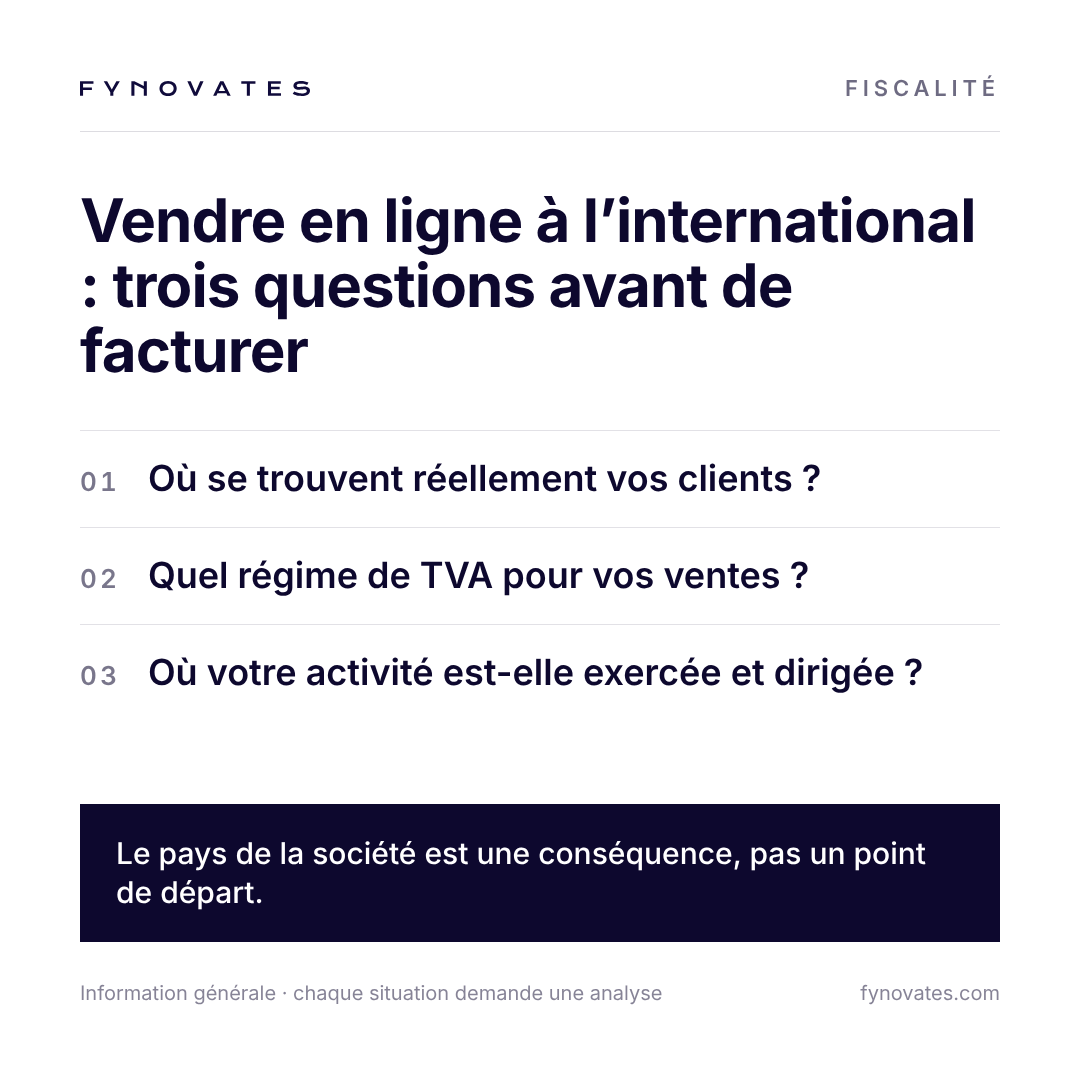 FYNOVATES
FISCALITÉ
Vendre en ligne à l’international
: trois questions avant de
facturer
01 Où se trouvent réellement vos clients ?
02 Quel régime de TVA pour vos ventes ?
03 Où votre activité est-elle exercée et dirigée ?
Le pays de la société est une conséquence, pas un point
de départ.
Information générale · chaque situation demande une analyse
fynovates.com